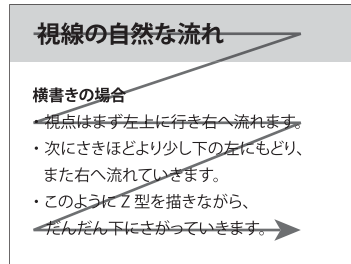 視線の自然な流れ
横書きの場合
・視点はまず左上に行き右へ流れます。
・次にさきほどより少し下の左にもどり、
また右へ流れていきます。
・このようにZ型を描きながら、
だんだん下にさがっていきます。